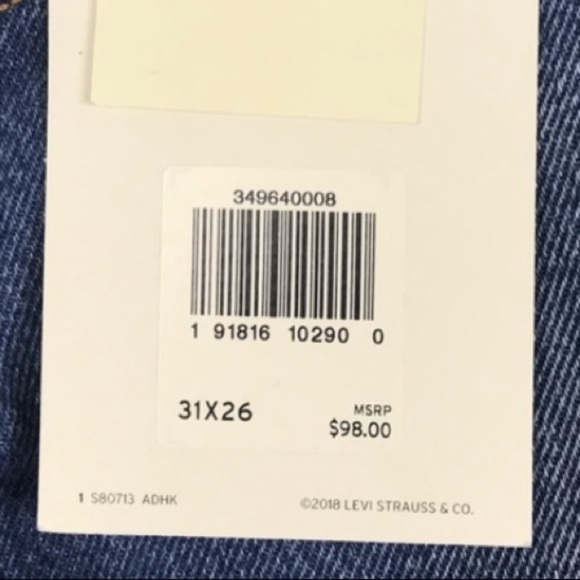 349640008
1 91816 10290 0
31X26
MSRP
$98.00
1 S80713 ADHK
©2018 LEVI STRAUSS & CO.